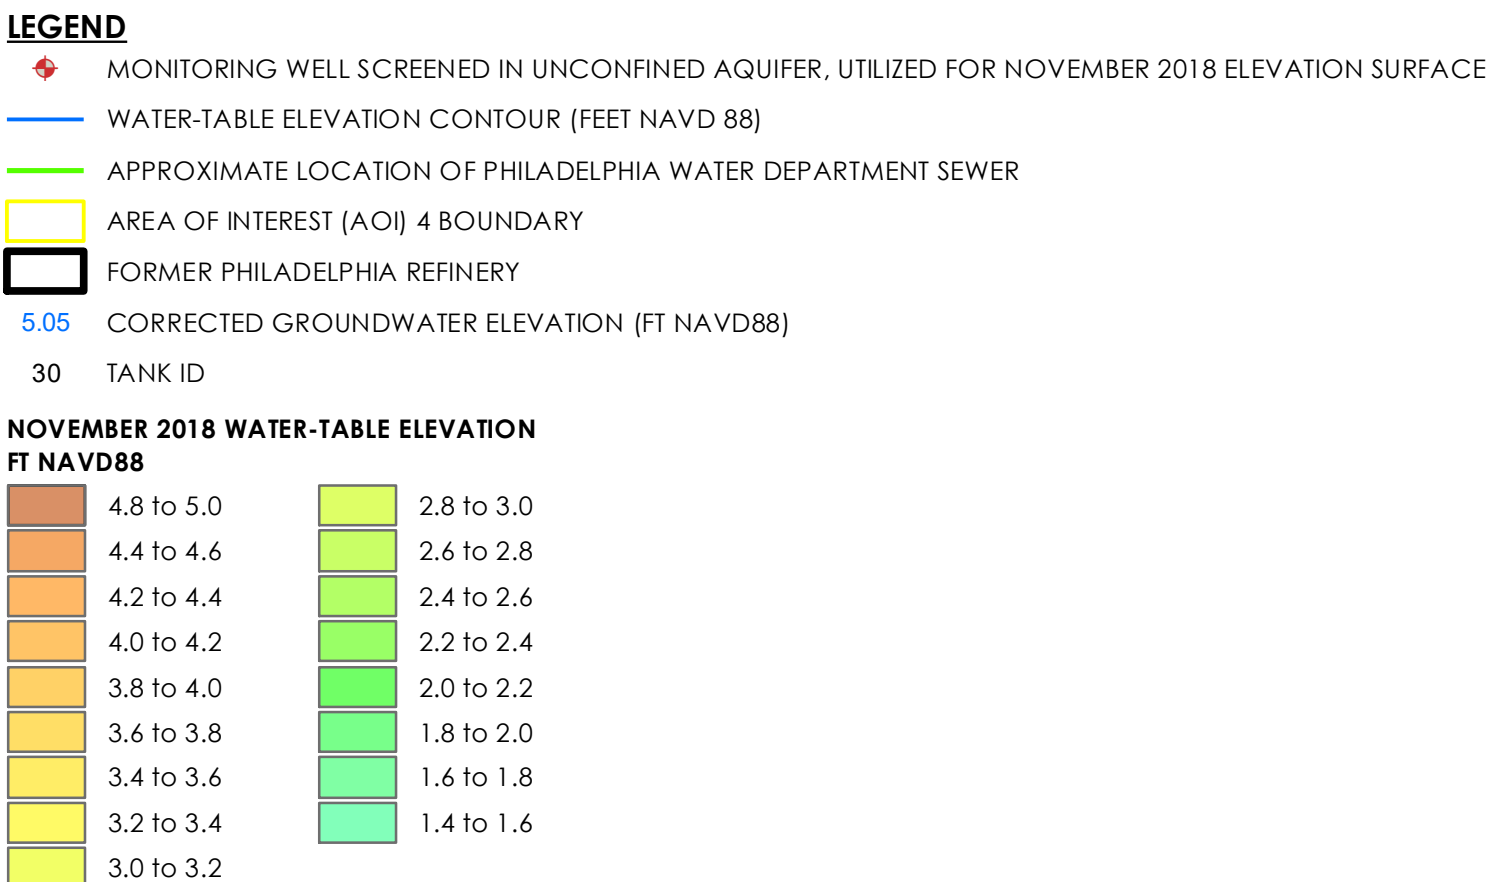 LEGEND
MONITORING WELL SCREENED IN UNCONFINED AQUIFER, UTILIZED FOR NOVEMBER 2018 ELEVATION SURFACE
WATER-TABLE ELEVATION CONTOUR (FEET NAVD 88)
APPROXIMATE LOCATION OF PHILADELPHIA WATER DEPARTMENT SEWER
AREA OF INTEREST (AOI) 4 BOUNDARY
FORMER PHILADELPHIA REFINERY
5.05 CORRECTED GROUNDWATER ELEVATION (FT NAVD88)
30 TANK ID
NOVEMBER 2018 WATER-TABLE ELEVATION
FT NAVD88
4.8 to 5.0
4.4 to 4.6
4.2 to 4.4
4.0 to 4.2
3.8 to 4.0
3.6 to 3.8
3.4 to 3.6
3.2 to 3.4
3.0 to 3.2
2.8 to 3.0
2.6 to 2.8
2.4 to 2.6
2.2 to 2.4
2.0 to 2.2
1.8 to 2.0
1.6 to 1.8
1.4 to 1.6